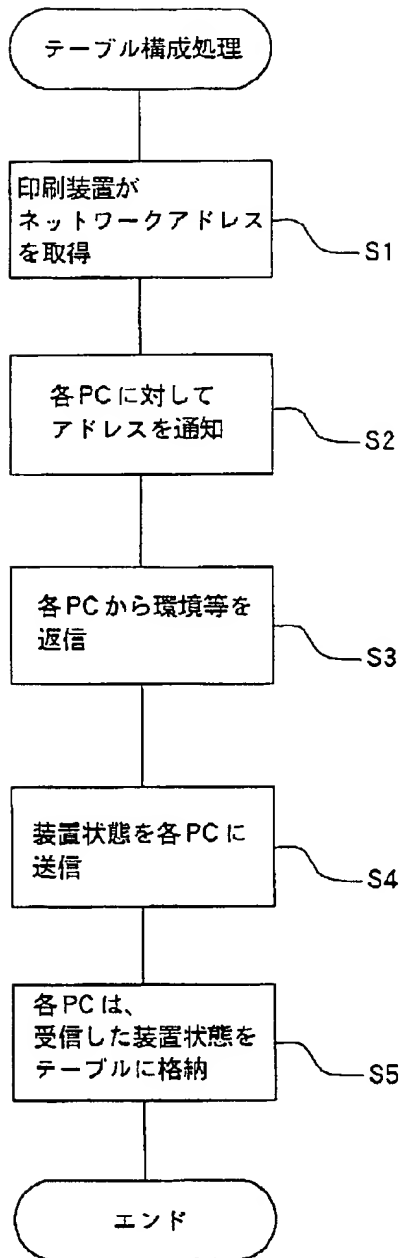 テーブル構成処理
印刷装置が
ネットワークアドレス
を取得
S1
各PCに対して
アドレスを通知
S2
各PCから環境等を
返信
S3
装置状態を各PCに
送信
S4
各PCは、
受信した装置状態を
テーブルに格納
S5
エンド